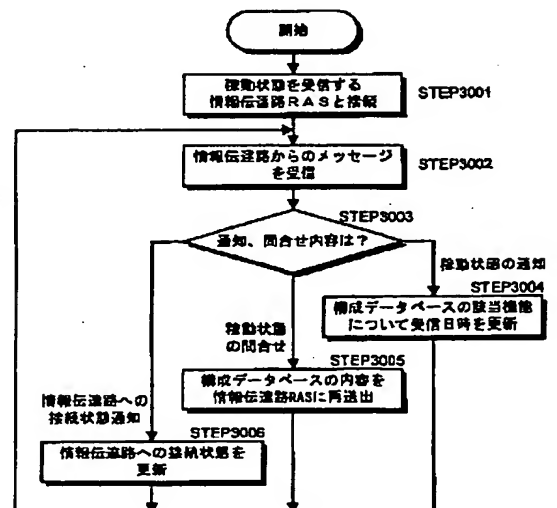 開始
稼動状態を受信する
情報伝達路RASと接続
STEP3001
情報伝達路からのメッセージ
を受信
STEP3002
STEP3003
通知、問合せ内容は?
稼動状態の通知
STEP3004
構成データベースの該当機能
について受信日時を更新
稼動状態
の問合せ
STEP3005
構成データベースの内容を
情報伝達路RASに再送出
情報伝達路への
接続状態通知
STEP3006
情報伝達路への接続状態を
更新